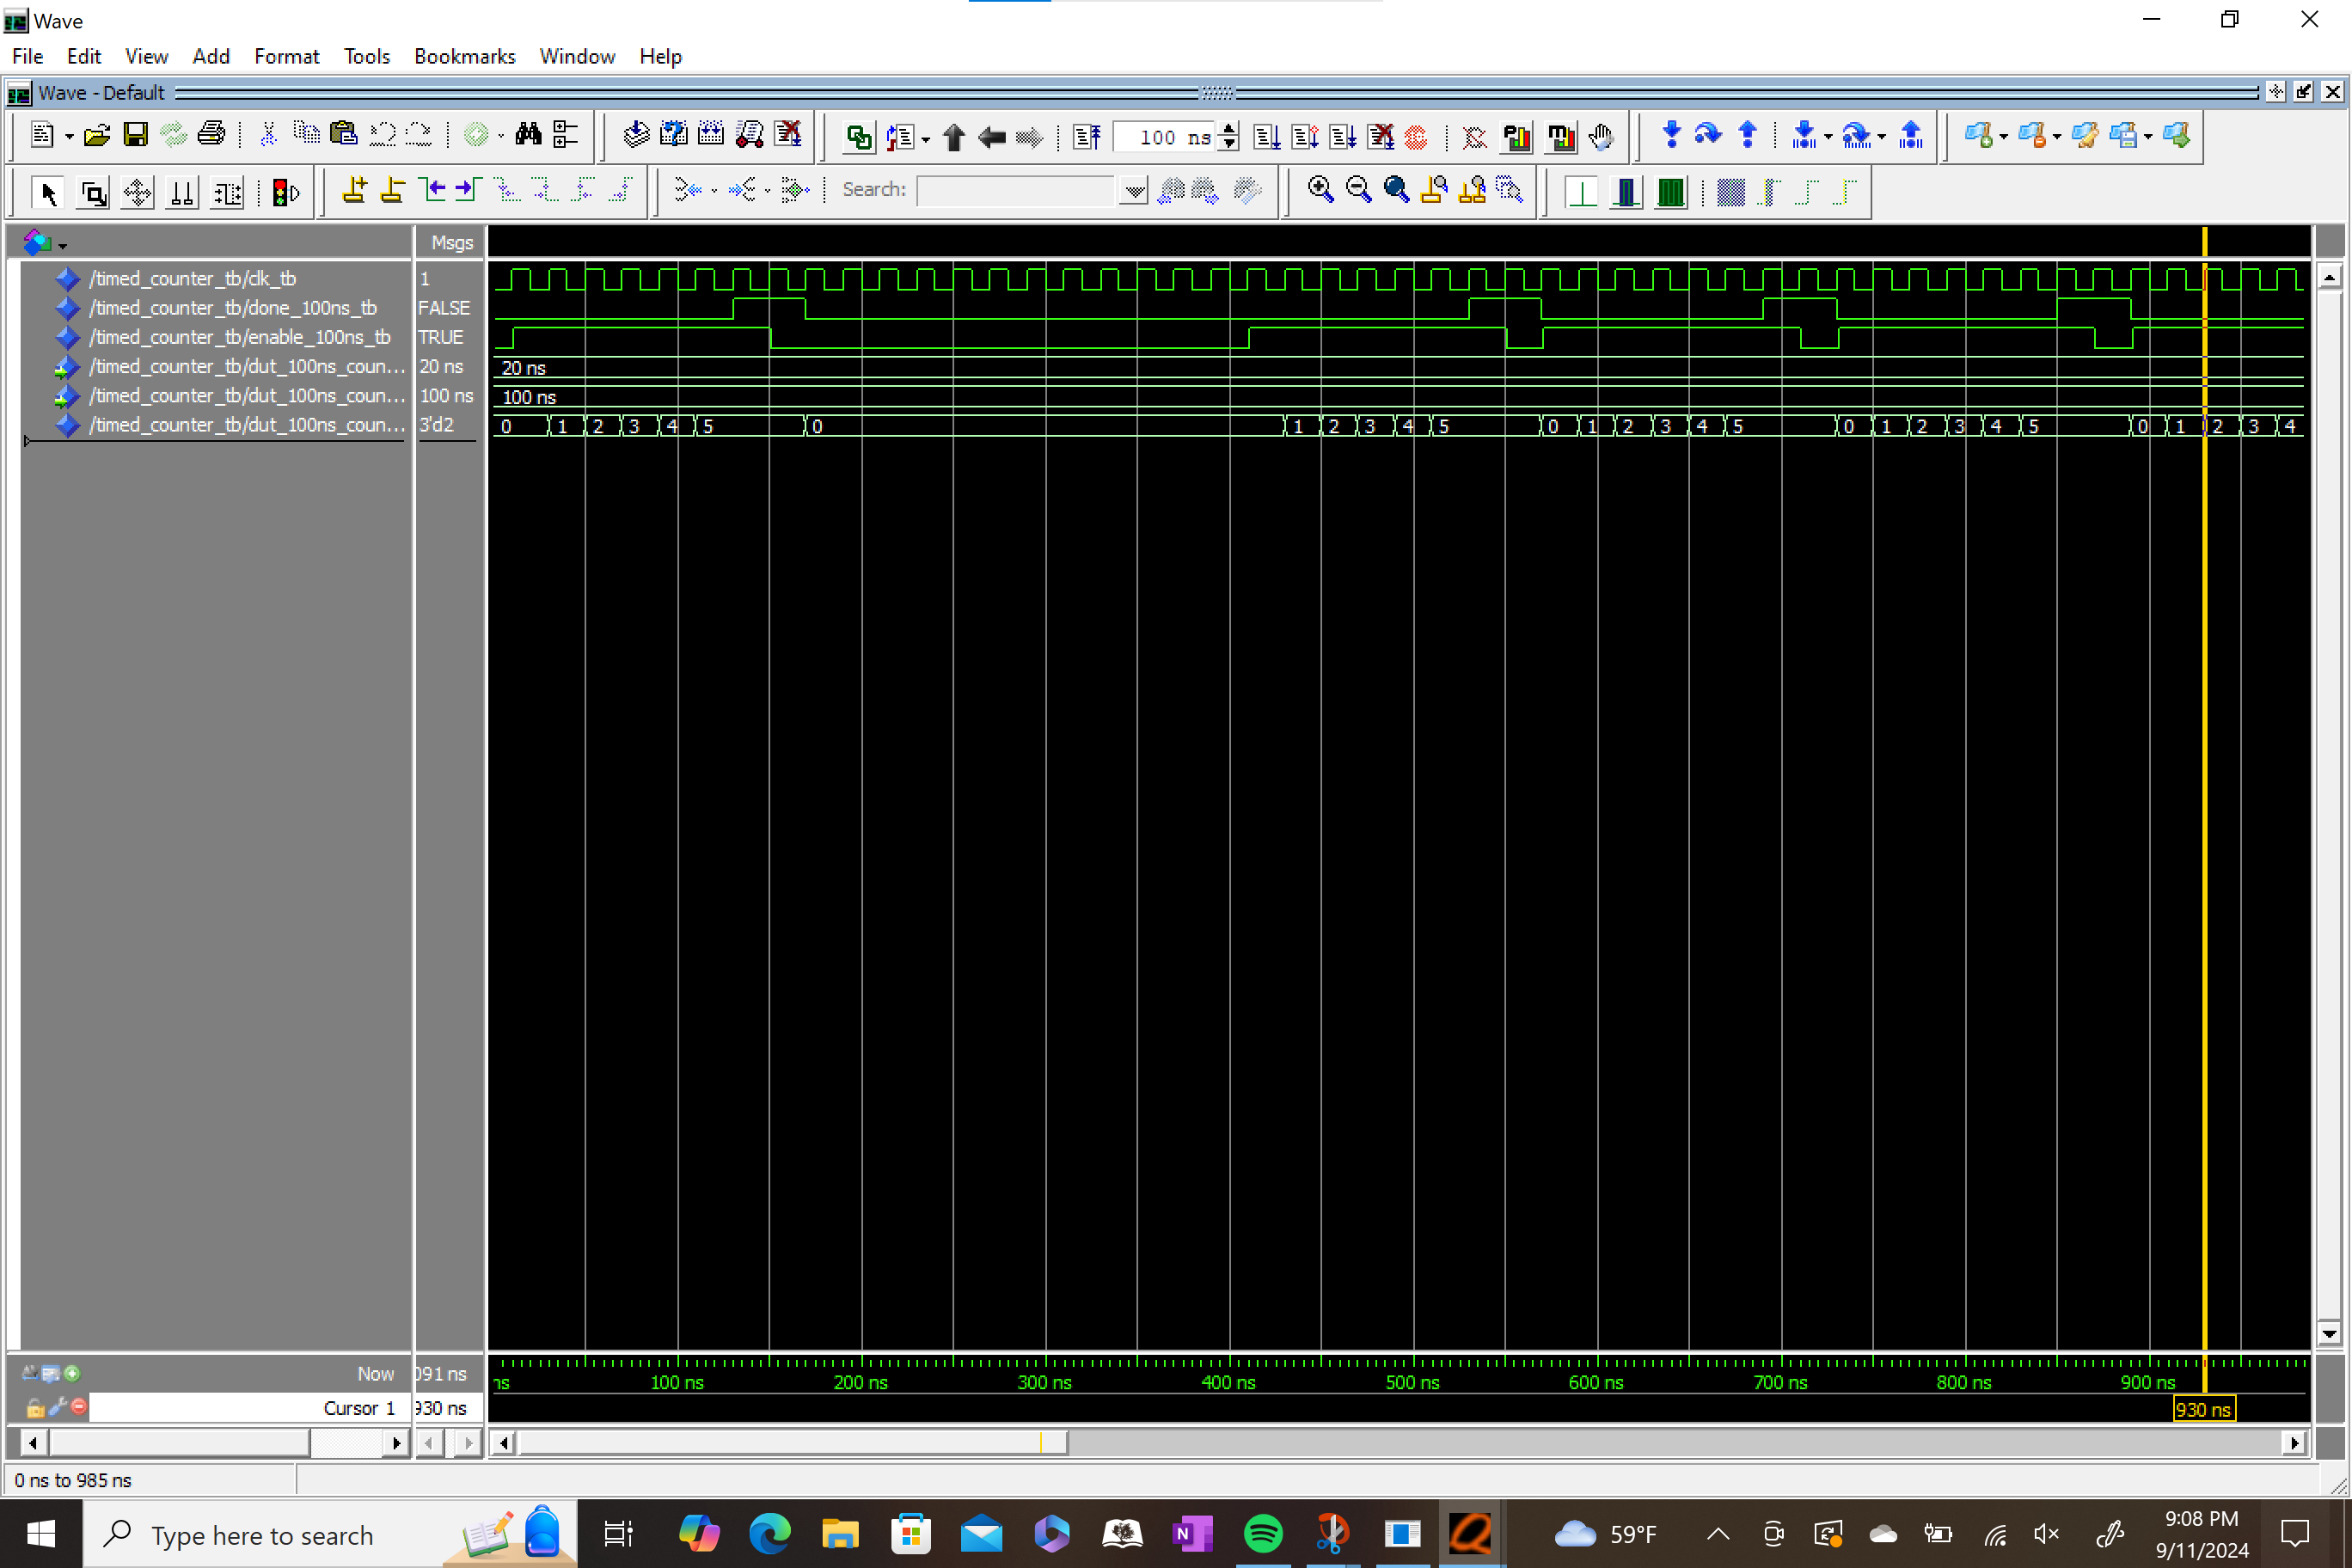 Wave
File Edit View Add Format Tools Bookmarks Window Help
Wave - Default
100 ns
Search:
Msgs
/timed_counter_tb/clk_tb 1
/timed_counter_tb/done_100ns_tb FALSE
/timed_counter_tb/enable_100ns_tb TRUE
/timed_counter_tb/dut_100ns_coun... 20 ns 20 ns
/timed_counter_tb/dut_100ns_coun... 100 ns 100 ns
/timed_counter_tb/dut_100ns_coun... 3'd2 0 1 2 3 4 5 0 1 2 3 4 5 0 1 2 3 4 5 0 1 2 3 4 5 0 1 2 3 4
Now 091 ns ns 100 ns 200 ns 300 ns 400 ns 500 ns 600 ns 700 ns 800 ns 900 ns
Cursor 1 930 ns 930 ns
0 ns to 985 ns
Type here to search
59°F
9:08 PM
9/11/2024